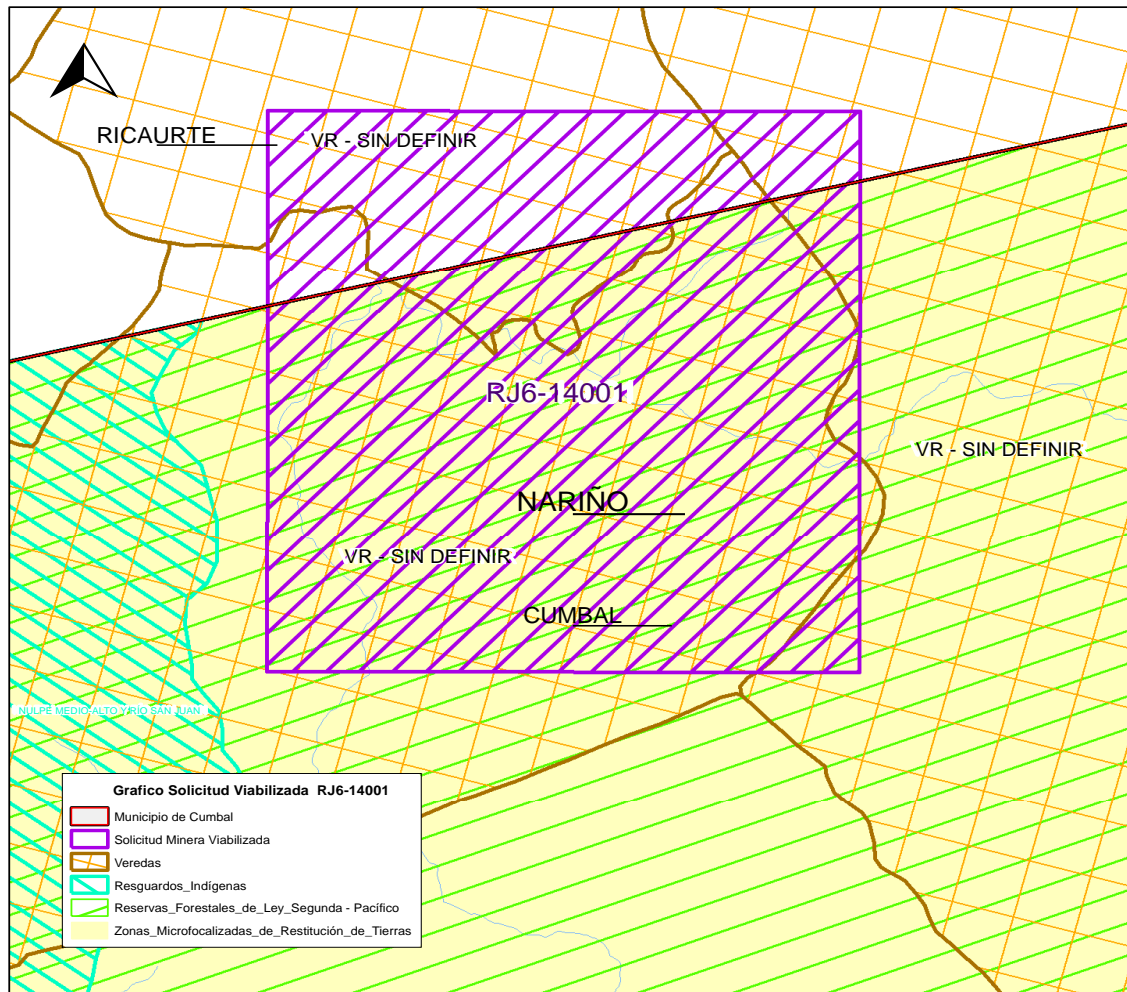 RICAURTE
VR - SIN DEFINIR
RJ6-14001
VR - SIN DEFINIR
NARIÑO
VR - SIN DEFINIR
CUMBAL
NULPE MEDIO-ALTO Y RÍO SAN JUAN
Grafico Solicitud Viabilizada RJ6-14001
Municipio de Cumbal
Solicitud Minera Viabilizada
Veredas
Resguardos_Indígenas
Reservas_Forestales_de_Ley_Segunda - Pacífico
Zonas_Microfocalizadas_de_Restitución_de_Tierras